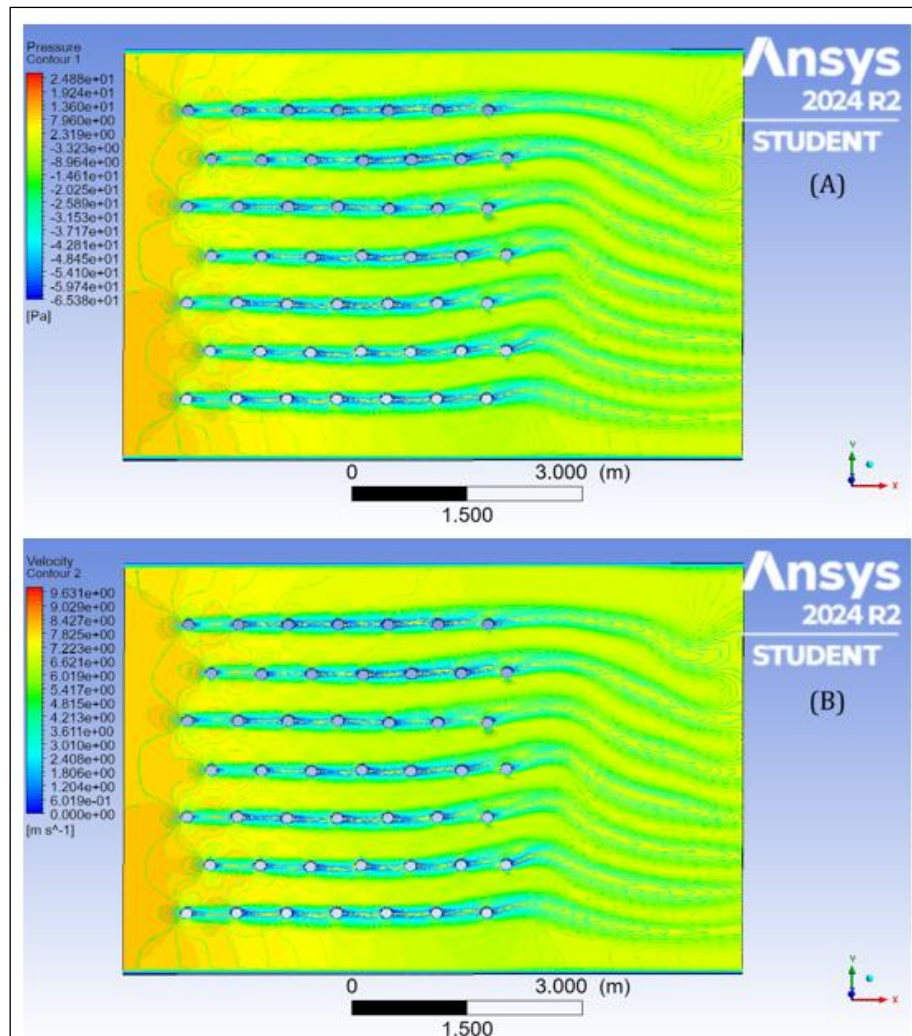 Pressure
Contour 1
2.488e+01
1.924e+01
1.360e+01
7.960e+00
2.319e+00
-3.323e+00
-8.964e+00
-1.461e+01
-2.025e+01
-2.589e+01
-3.153e+01
-3.717e+01
-4.281e+01
-4.845e+01
-5.410e+01
-5.974e+01
-6.538e+01
[Pa]
Ansys
2024 R2
STUDENT
(A)
0 3.000 (m)
1.500
Y
X
Velocity
Contour 2
9.631e+00
9.029e+00
8.427e+00
7.825e+00
7.223e+00
6.621e+00
6.019e+00
5.417e+00
4.815e+00
4.213e+00
3.611e+00
3.010e+00
2.408e+00
1.806e+00
1.204e+00
6.019e-01
0.000e+00
[m s^-1]
Ansys
2024 R2
STUDENT
(B)
0 3.000 (m)
1.500
Y
X